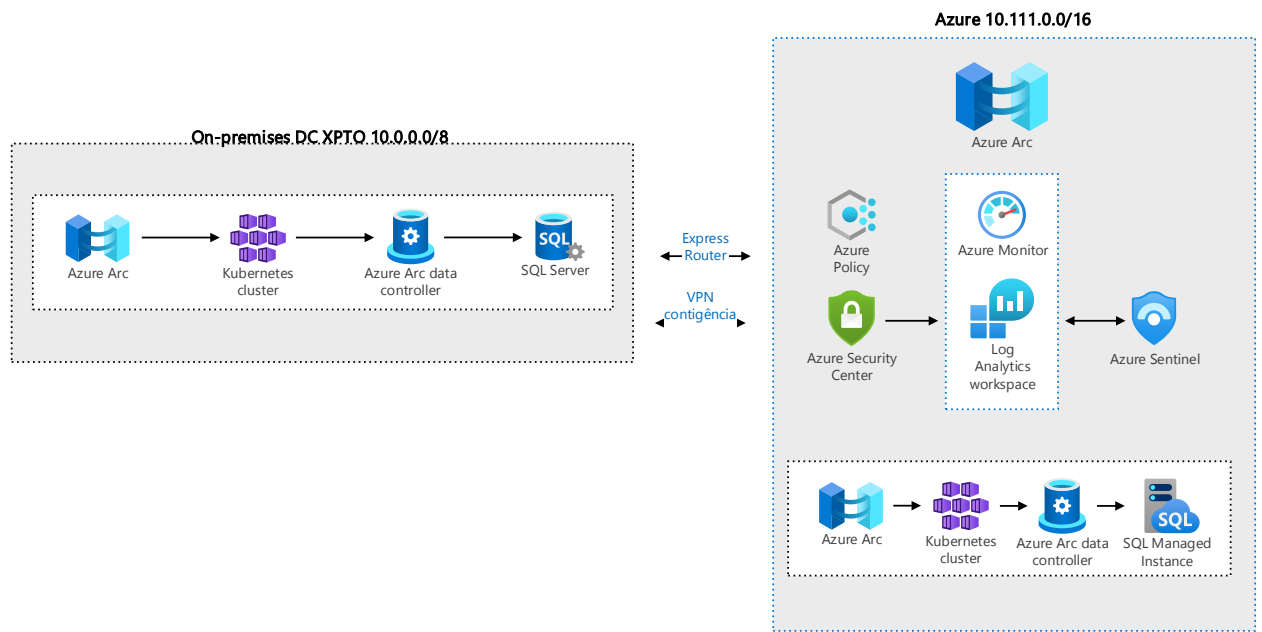 Azure 10.111.0.0/16
Azure Arc
On-premises DC XPTO 10.0.0.0/8
Azure Arc
Kubernetes
cluster
Azure Arc data
controller
SQL
SQL Server
Express
Router
VPN
contigência
Azure
Policy
Azure Monitor
Azure Security
Center
Log
Analytics
workspace
Azure Sentinel
Azure Arc
Kubernetes
cluster
Azure Arc data
controller
SQL
SQL Managed
Instance